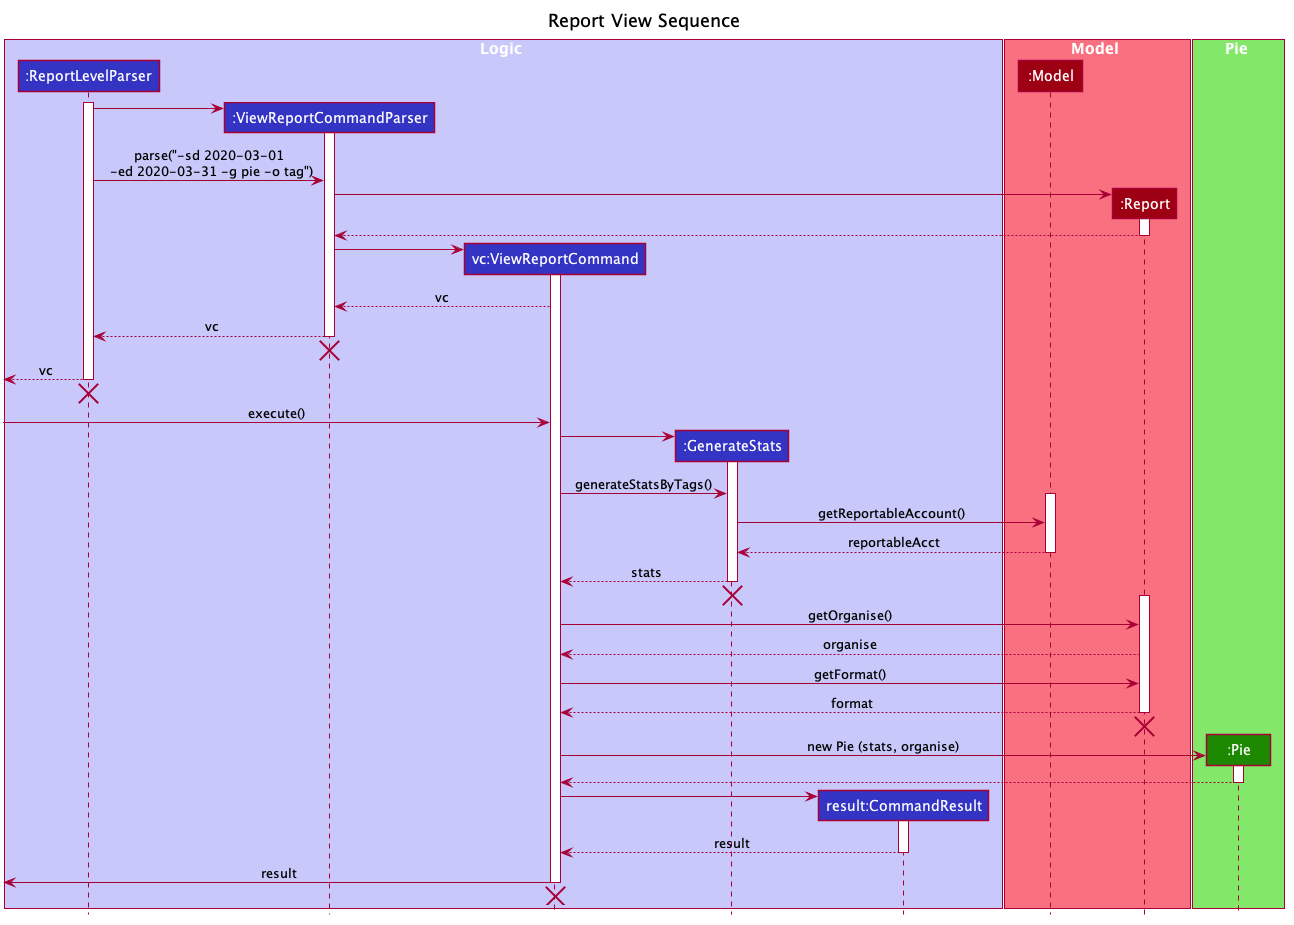 Report View Sequence
Logic
Model
Pie
:ReportLevelParser
:Model
:ViewReportCommandParser
parse("-sd 2020-03-01
-ed 2020-03-31 -g pie -o tag")
:Report
vc:ViewReportCommand
vc
vc
vc
execute()
:GenerateStats
generateStatsByTags()
getReportableAccount()
reportableAcct
stats
getOrganise()
organise
getFormat()
format
new Pie (stats, organise)
:Pie
result:CommandResult
result
result